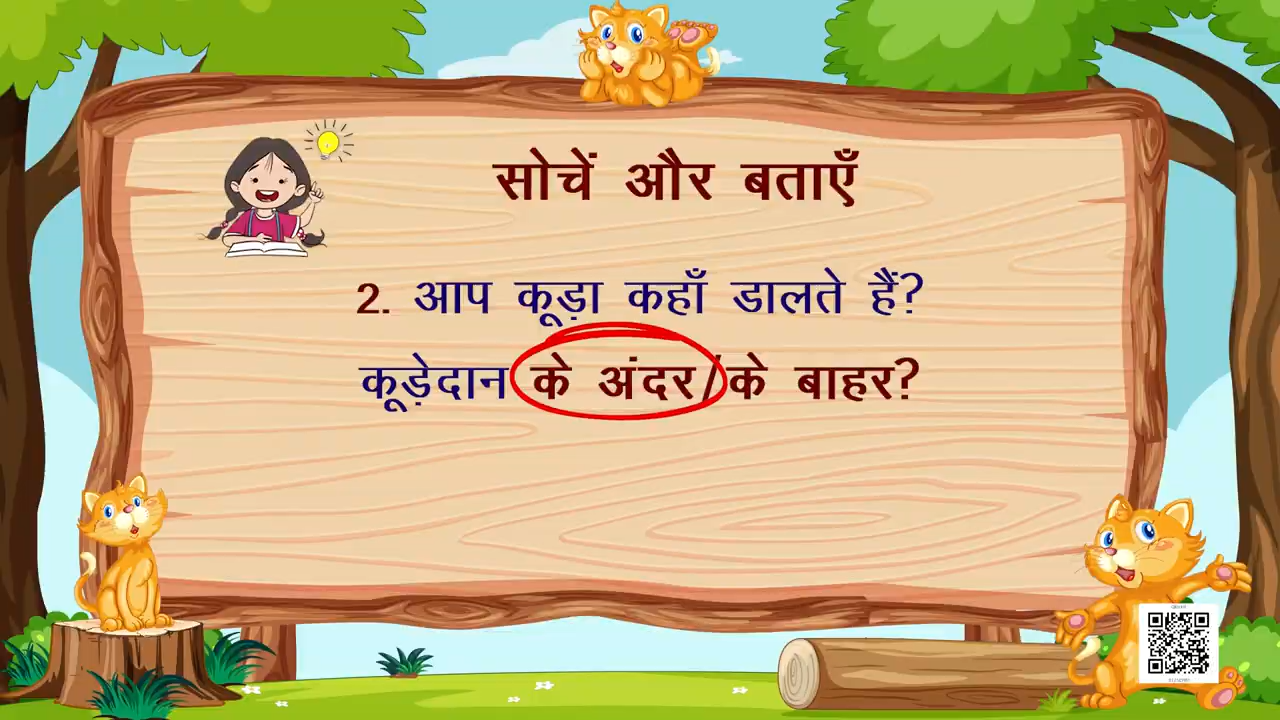 सोचें और बताएँ
2. आप कूड़ा कहाँ डालते हैं?
कूड़ेदान के अंदर/के बाहर?